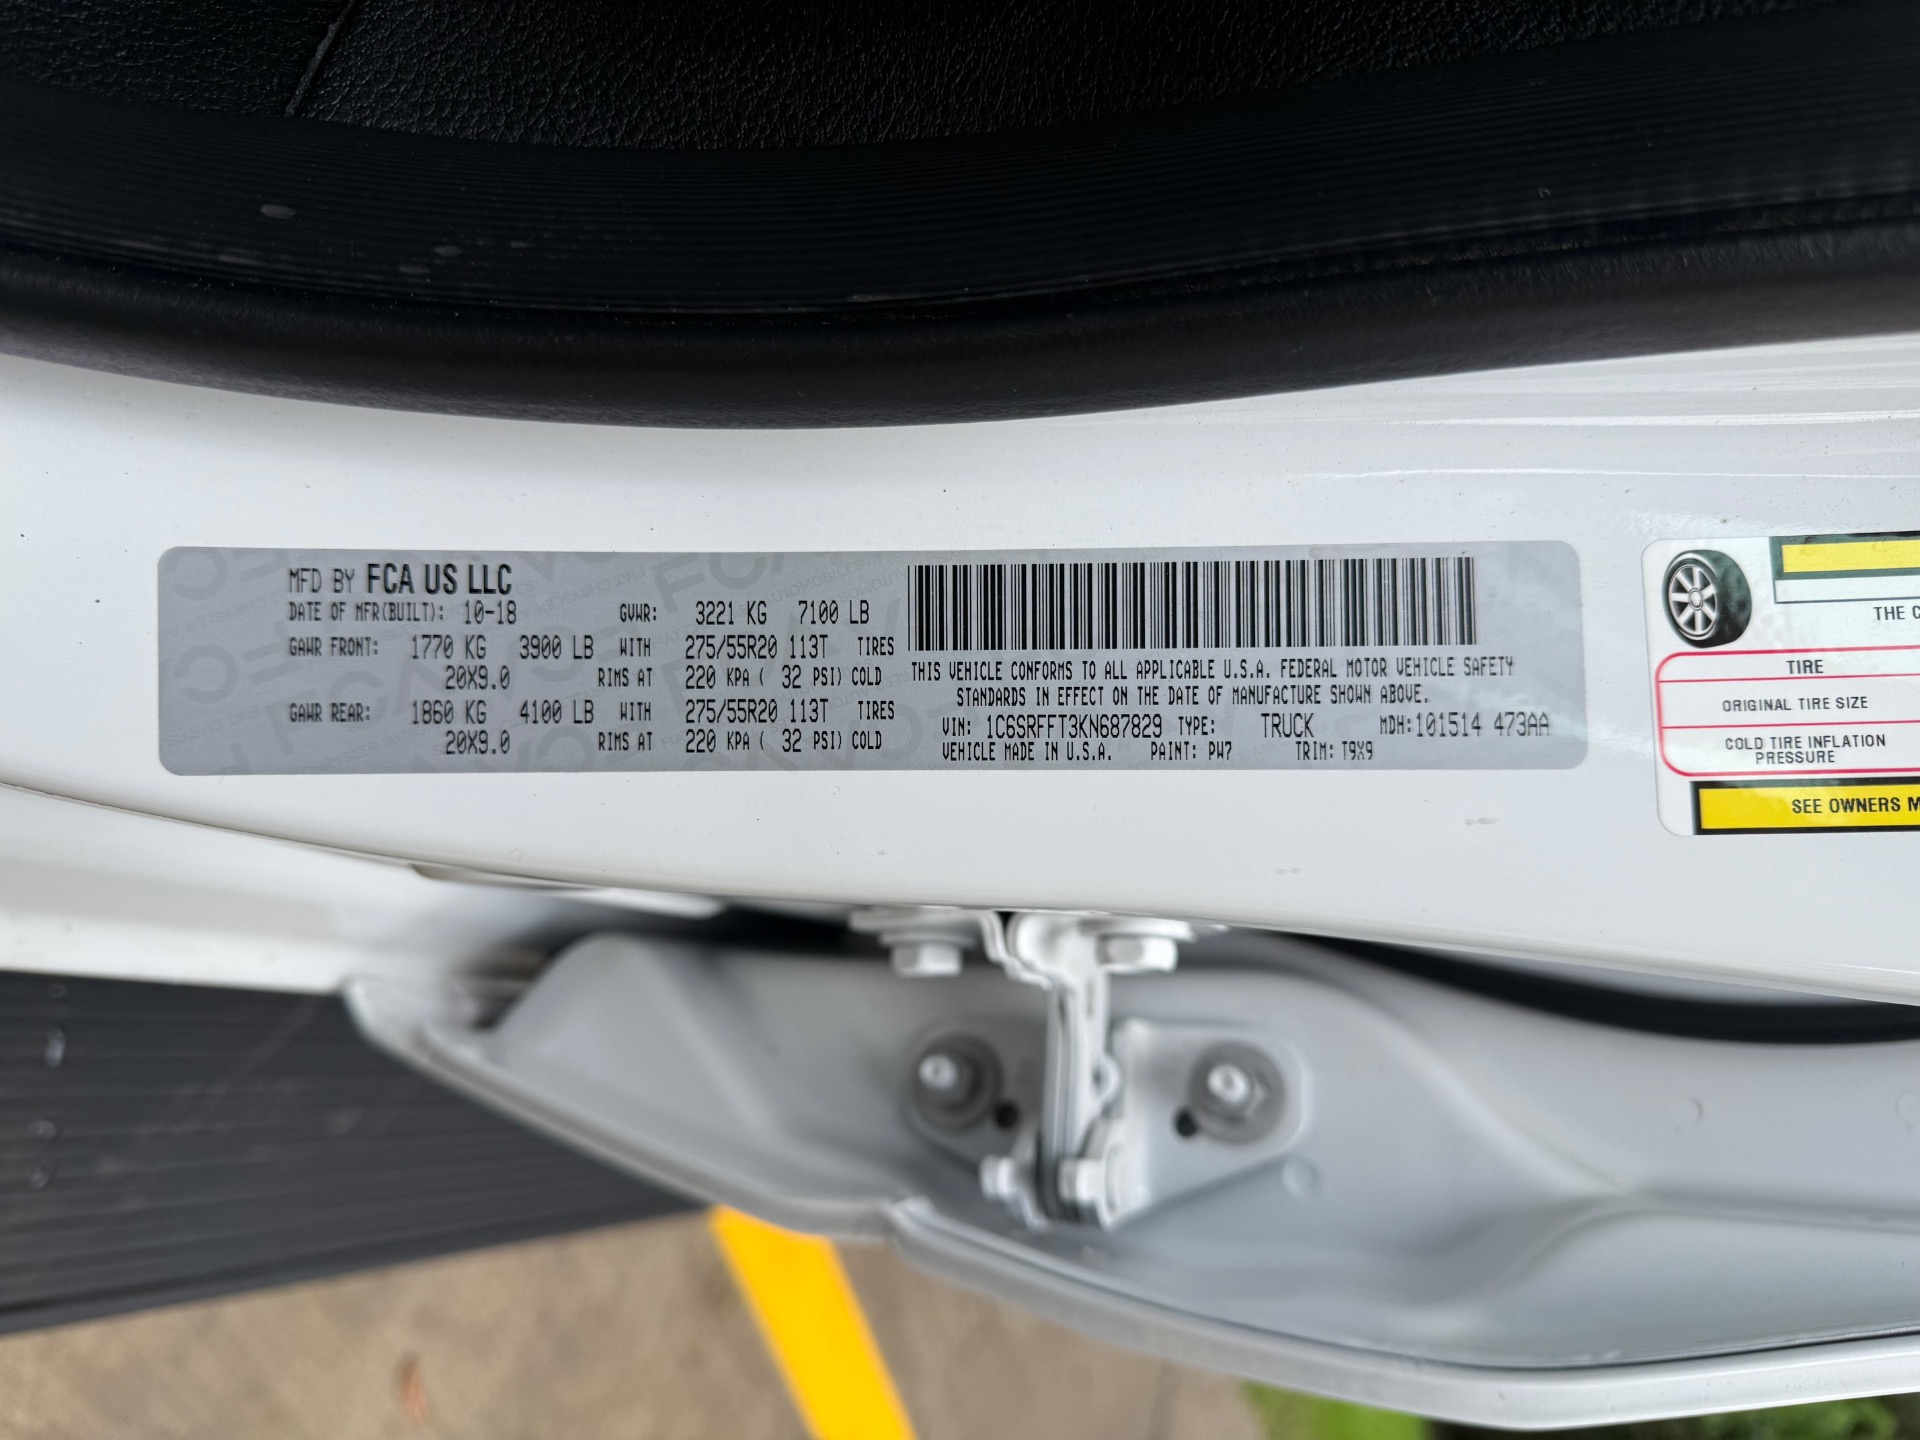 MFD BY FCA US LLC
DATE OF MFR(BUILT): 10-18 GVWR: 3221 KG 7100 LB
GAWR FRONT: 1770 KG 3900 LB WITH 275/55R20 113T TIRES
20X9.0 RIMS AT 220 KPA ( 32 PSI) COLD
GAWR REAR: 1860 KG 4100 LB WITH 275/55R20 113T TIRES
20X9.0 RIMS AT 220 KPA ( 32 PSI) COLD
THIS VEHICLE CONFORMS TO ALL APPLICABLE U.S.A. FEDERAL MOTOR VEHICLE SAFETY
STANDARDS IN EFFECT ON THE DATE OF MANUFACTURE SHOWN ABOVE.
VIN: 1C6SRFFT3KN687829 TYPE: TRUCK MDH:101514 473AA
VEHICLE MADE IN U.S.A. PAINT: PW7 TRIM: T9X9
THE C
TIRE
ORIGINAL TIRE SIZE
COLD TIRE INFLATION
PRESSURE
SEE OWNERS M